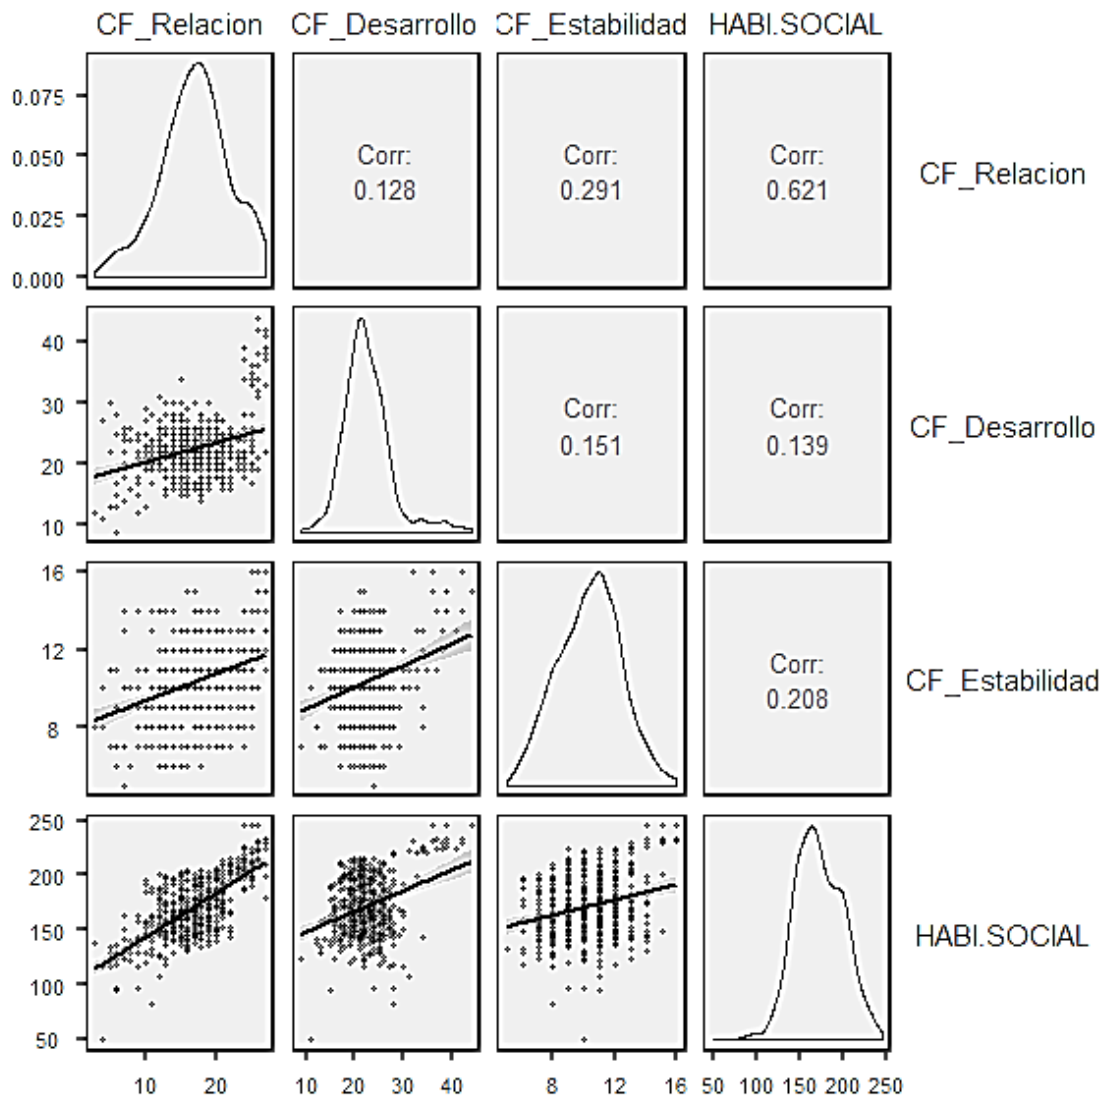 CF_Relacion CF_Desarrollo CF_Estabilidad HABI.SOCIAL
0.075
0.050
0.025
0.000
Corr:
0.128
Corr:
0.291
Corr:
0.621
CF_Relacion
40
30
20
10
Corr:
0.151
Corr:
0.139
CF_Desarrollo
16
12
8
Corr:
0.208
CF_Estabilidad
250
200
150
100
50
HABI.SOCIAL
10 20 10 20 30 40 8 12 16 50 100 150 200 250